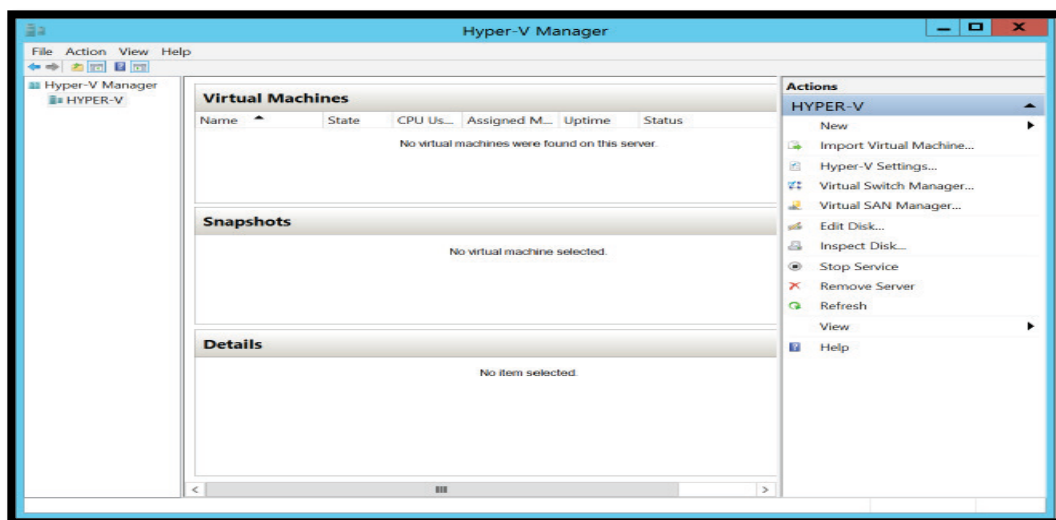 Hyper-V Manager
File Action View Help
Hyper-V Manager
HYPER-V
Virtual Machines
Name State CPU Us... Assigned M... Uptime Status
No virtual machines were found on this server.
Snapshots
No virtual machine selected.
Details
No item selected.
Actions
HYPER-V
New
Import Virtual Machine...
Hyper-V Settings...
Virtual Switch Manager...
Virtual SAN Manager...
Edit Disk...
Inspect Disk...
Stop Service
Remove Server
Refresh
View
Help